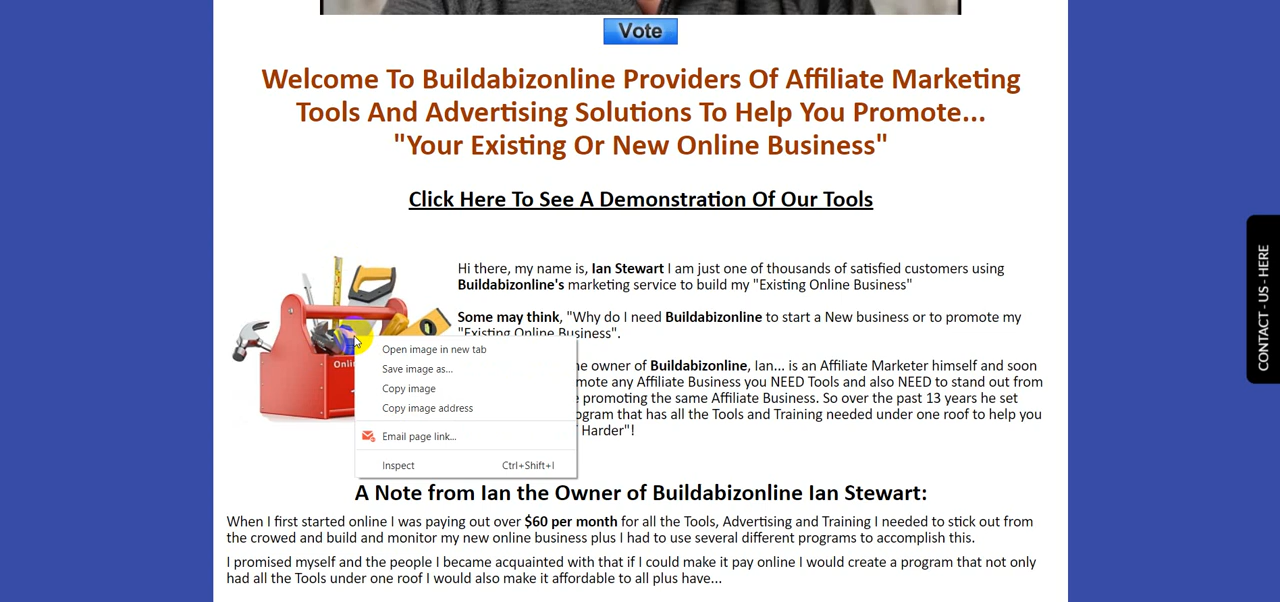 Vote
Welcome To Buildabizonline Providers Of Affiliate Marketing
Tools And Advertising Solutions To Help You Promote...
"Your Existing Or New Online Business"
Click Here To See A Demonstration Of Our Tools
Hi there, my name is, Ian Stewart I am just one of thousands of satisfied customers using
Buildabizonline's marketing service to build my "Existing Online Business"
Some may think, "Why do I need Buildabizonline to start a New business or to promote my
"Existing Online Business".
Onli
Open image in new tab
Save image as...
Copy image
Copy image address
Email page link...
Inspect Ctrl+Shift+I
e owner of Buildabizonline, Ian... is an Affiliate Marketer himself and soon
mote any Affiliate Business you NEED Tools and also NEED to stand out from
promoting the same Affiliate Business. So over the past 13 years he set
ogram that has all the Tools and Training needed under one roof to help you
Harder"!
A Note from Ian the Owner of Buildabizonline Ian Stewart:
When I first started online I was paying out over $60 per month for all the Tools, Advertising and Training I needed to stick out from
the crowed and build and monitor my new online business plus I had to use several different programs to accomplish this.
I promised myself and the people I became acquainted with that if I could make it pay online I would create a program that not only
had all the Tools under one roof I would also make it affordable to all plus have...
CONTACT - US - HERE